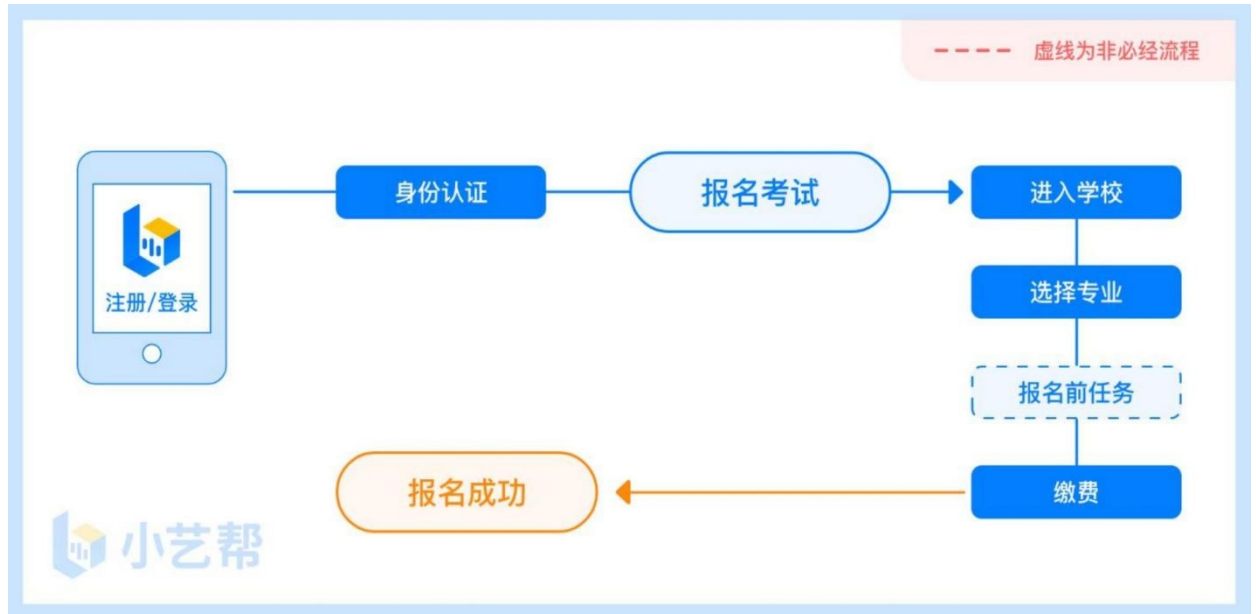 ---- 虚线为非必经流程
注册/登录
身份认证
报名考试
进入学校
选择专业
报名前任务
缴费
报名成功
小艺帮